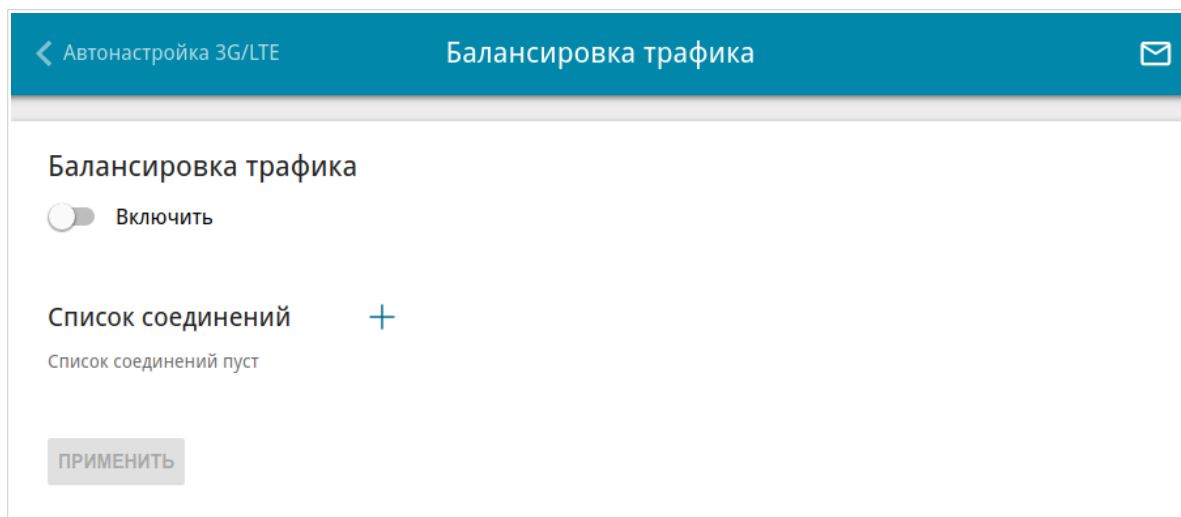 Автонастройка 3G/LTE
Балансировка трафика
Балансировка трафика
Включить
Список соединений
Список соединений пуст
ПРИМЕНИТЬ